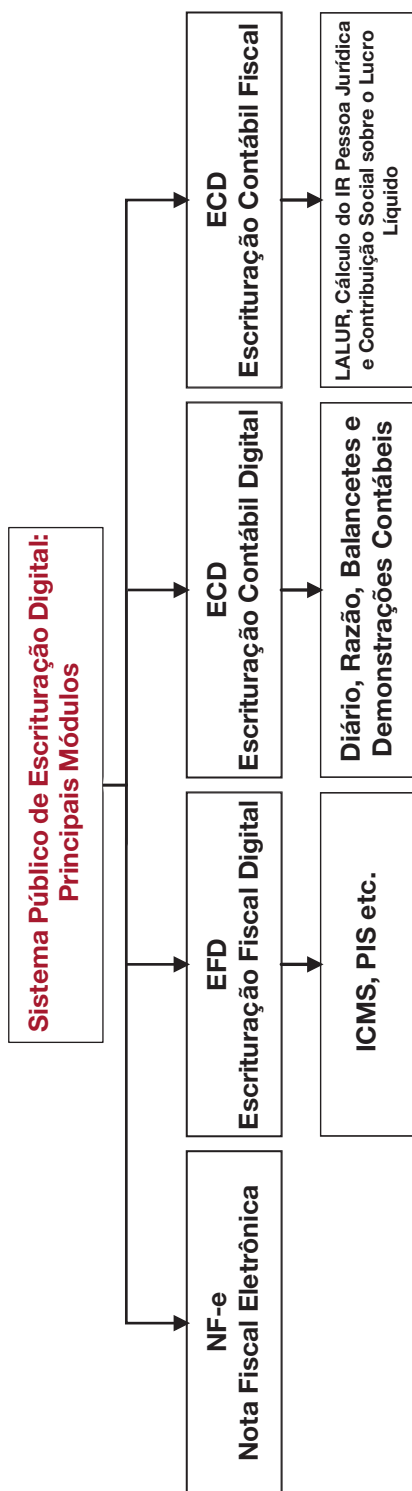 Sistema Público de Escrituração Digital:
Principais Módulos
NF-e
Nota Fiscal Eletrônica
EFD
Escrituração Fiscal Digital
ECD
Escrituração Contábil Digital
ECD
Escrituração Contábil Fiscal
ICMS, PIS etc.
Diário, Razão, Balancetes e
Demonstrações Contábeis
LALUR, Cálculo do IR Pessoa Jurídica
e Contribuição Social sobre o Lucro
Líquido